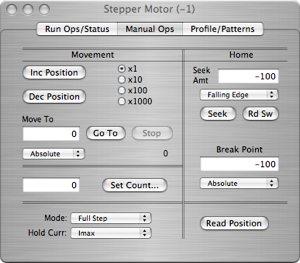 Stepper Motor (-1)
Run Ops/Status Manual Ops Profile/Patterns
Movement
Inc Position
x1
x10
Dec Position
x100
x1000
Move To
0 Go To Stop
Absolute 0
0 Set Count...
Mode: Full Step
Hold Curr: Imax
Home
Seek Amt -100
Falling Edge
Seek Rd Sw
Break Point
-100
Absolute
Read Position